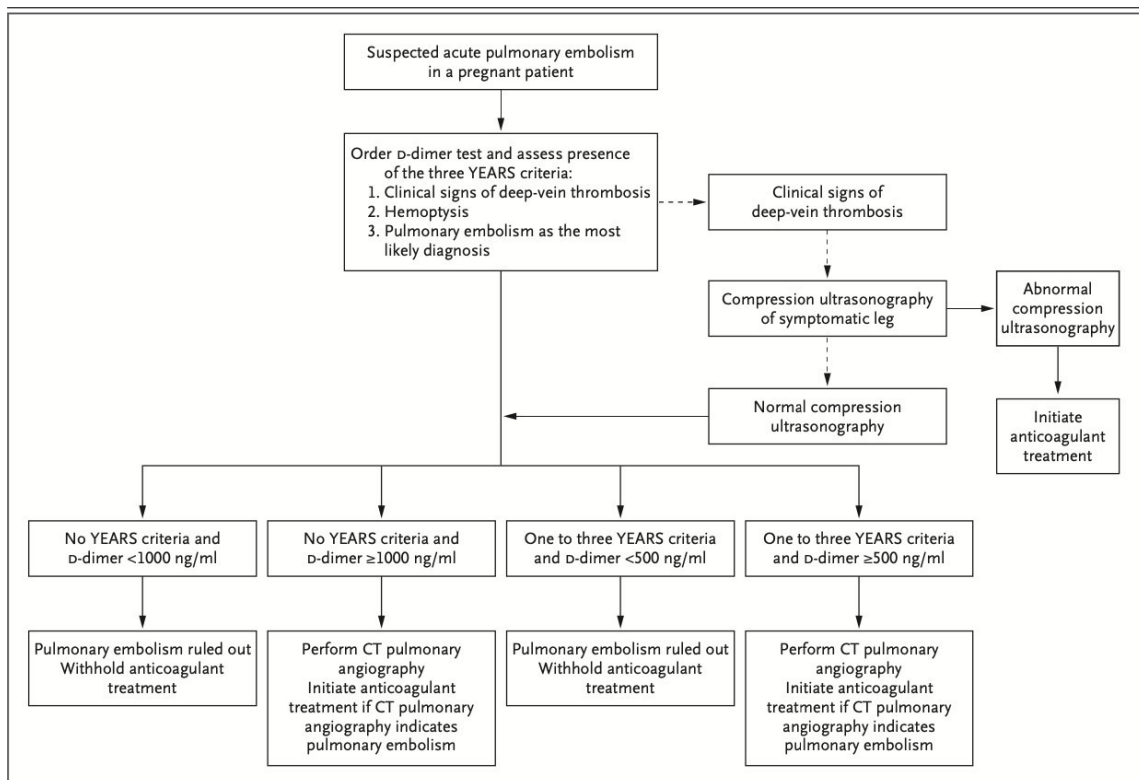 Suspected acute pulmonary embolism
in a pregnant patient
Order D-dimer test and assess presence
of the three YEARS criteria:
1. Clinical signs of deep-vein thrombosis
2. Hemoptysis
3. Pulmonary embolism as the most
likely diagnosis
Clinical signs of
deep-vein thrombosis
Compression ultrasonography
of symptomatic leg
Abnormal
compression
ultrasonography
Normal compression
ultrasonography
Initiate
anticoagulant
treatment
No YEARS criteria and
D-dimer <1000 ng/ml
No YEARS criteria and
D-dimer ≥1000 ng/ml
One to three YEARS criteria
and D-dimer <500 ng/ml
One to three YEARS criteria
and D-dimer ≥500 ng/ml
Pulmonary embolism ruled out
Withhold anticoagulant
treatment
Perform CT pulmonary
angiography
Initiate anticoagulant
treatment if CT pulmonary
angiography indicates
pulmonary embolism
Pulmonary embolism ruled out
Withhold anticoagulant
treatment
Perform CT pulmonary
angiography
Initiate anticoagulant
treatment if CT pulmonary
angiography indicates
pulmonary embolism